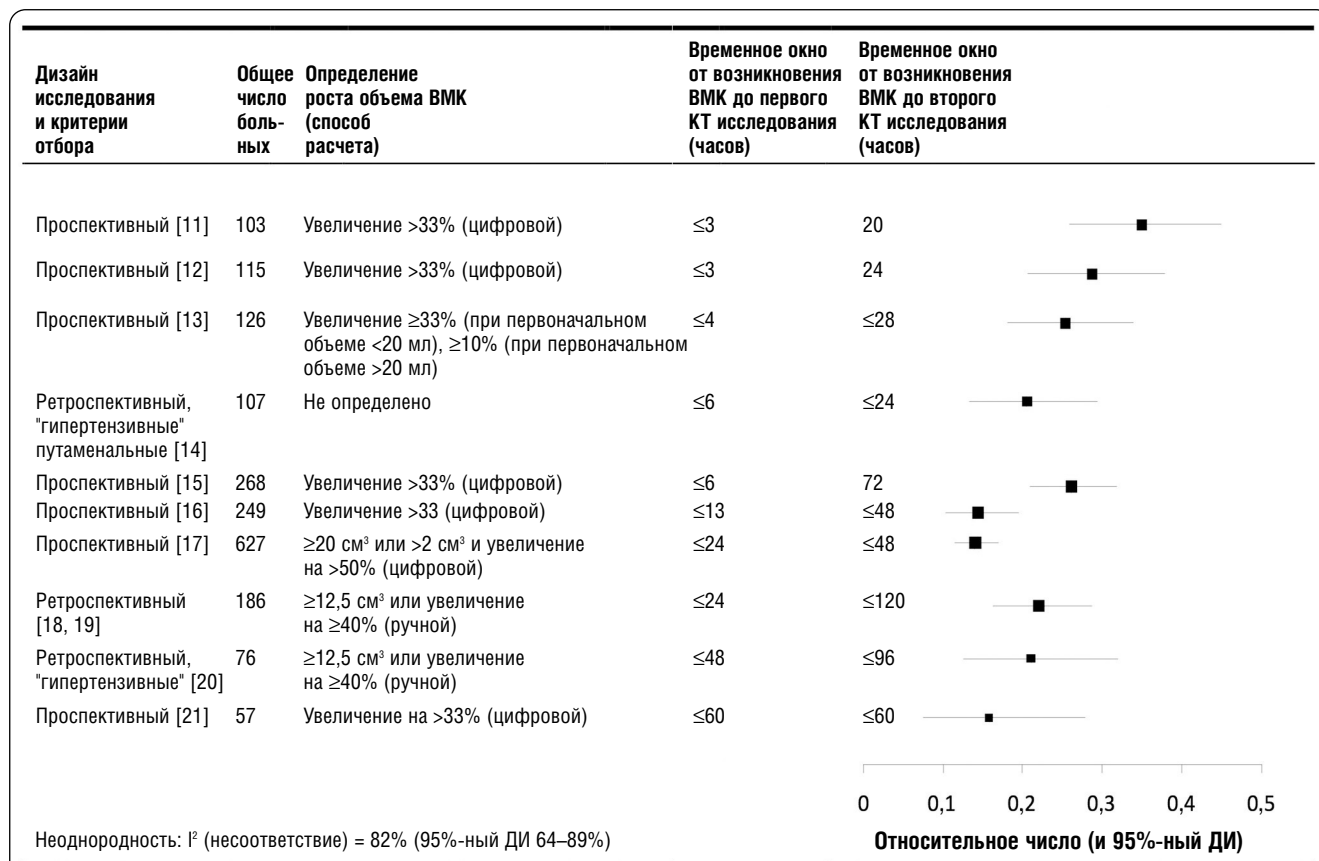 Дизайн
исследования
и критерии
отбора
Общее
число
боль-
ных
Определение
роста объема ВМК
(способ
расчета)
Временное окно
от возникновения
ВМК до первого
КТ исследования
(часов)
Временное окно
от возникновения
ВМК до второго
КТ исследования
(часов)
Проспективный [11] 103 Увеличение >33% (цифровой) ≤3 20
Проспективный [12] 115 Увеличение >33% (цифровой) ≤3 24
Проспективный [13] 126 Увеличение ≥33% (при первоначальном ≤4 ≤28
объеме <20 мл), ≥10% (при первоначальном
объеме >20 мл)
Ретроспективный, 107 Не определено ≤6 ≤24
"гипертензивные"
путаменальные [14]
Проспективный [15] 268 Увеличение >33% (цифровой) ≤6 72
Проспективный [16] 249 Увеличение >33 (цифровой) ≤13 ≤48
Проспективный [17] 627 ≥20 см³ или >2 см³ и увеличение ≤24 ≤48
на >50% (цифровой)
Ретроспективный 186 ≥12,5 см³ или увеличение ≤24 ≤120
[18, 19] на ≥40% (ручной)
Ретроспективный, 76 ≥12,5 см³ или увеличение ≤48 ≤96
"гипертензивные" [20] на ≥40% (ручной)
Проспективный [21] 57 Увеличение на >33% (цифровой) ≤60 ≤60
0 0,1 0,2 0,3 0,4 0,5
Неоднородность: I² (несоответствие) = 82% (95%-ный ДИ 64–89%)
Относительное число (и 95%-ный ДИ)